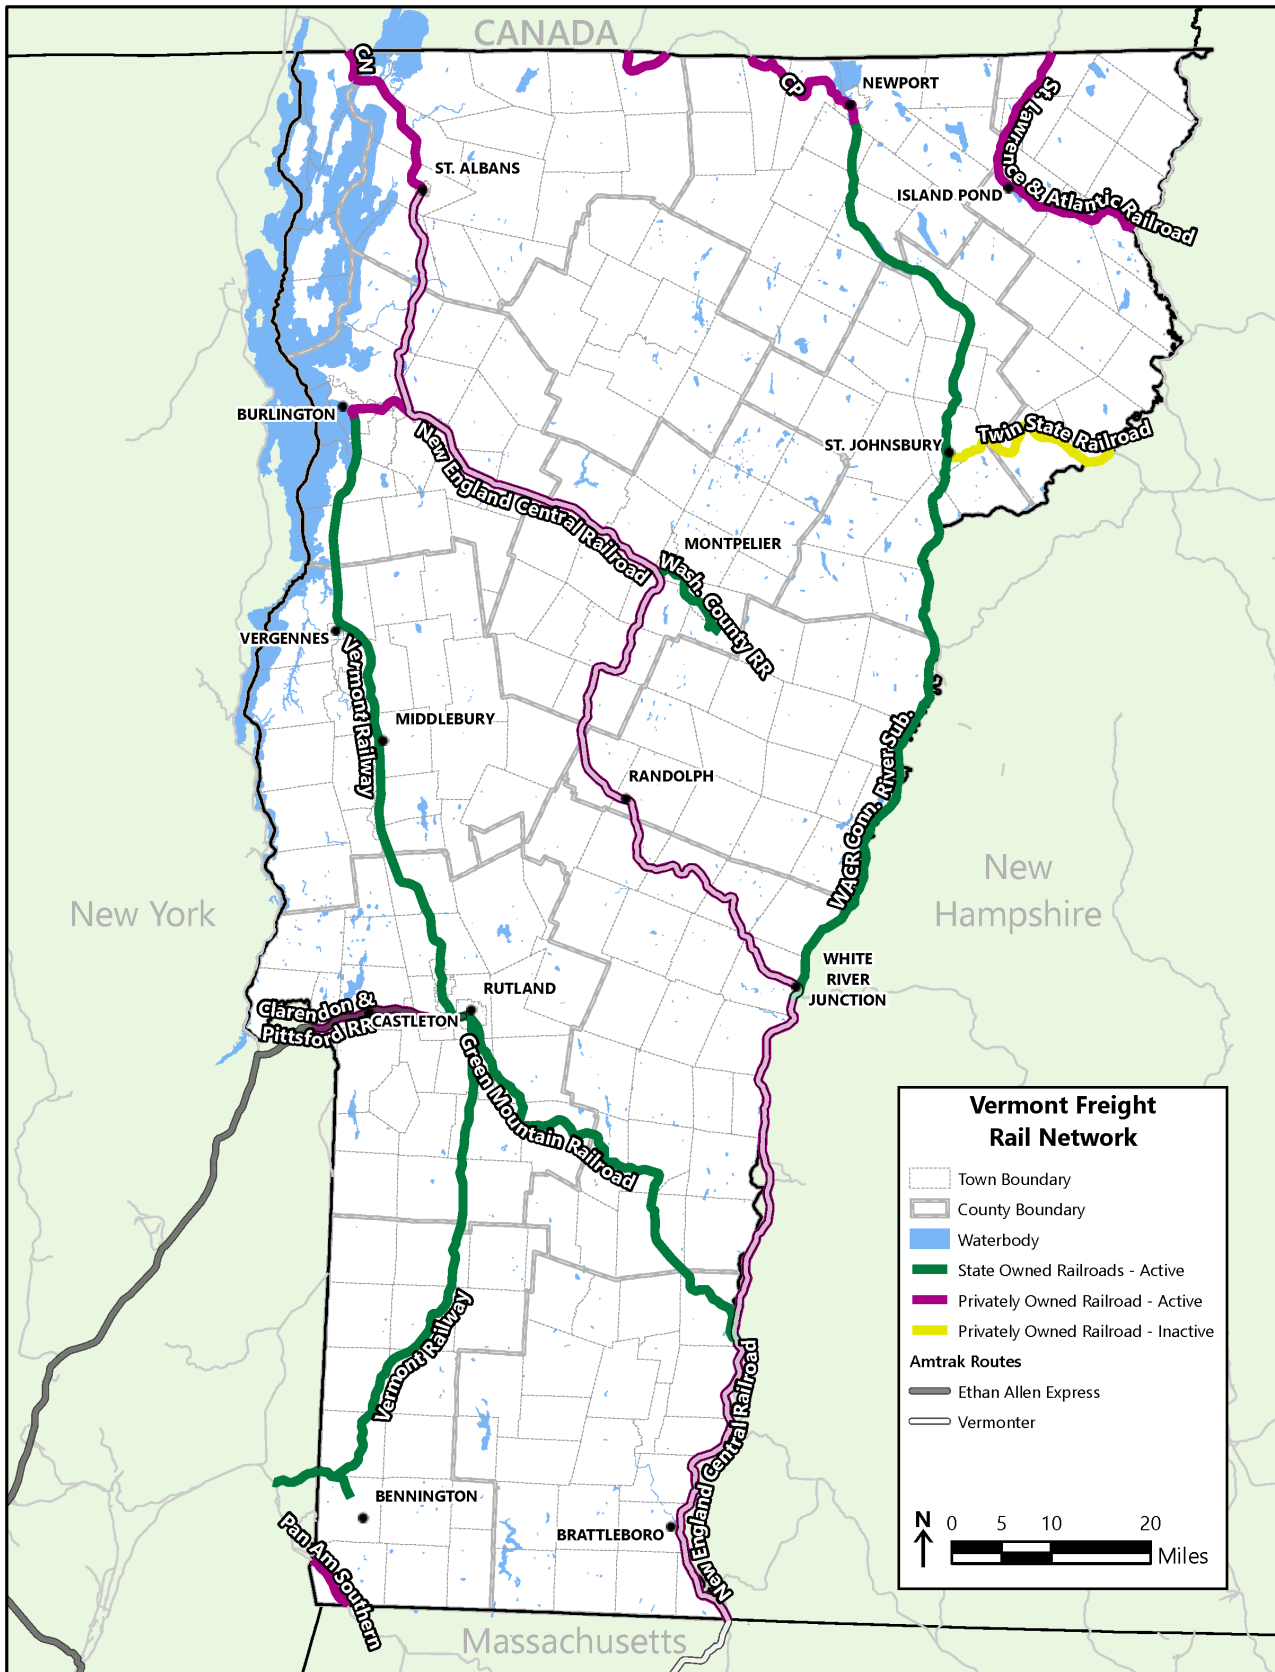 CANADA
CN
CP
NEWPORT
St. Lawrence & Atlantic Railroad
ST. ALBANS
ISLAND POND
BURLINGTON
ST. JOHNSBURY
Twin State Railroad
New England Central Railroad
MONTPELIER
Wash. County RR
VERGENNES
Vermont Railway
MIDDLEBURY
WACR Conn. River Sub.
RANDOLPH
New York
New
Hampshire
WHITE
RIVER
JUNCTION
RUTLAND
Clarendon &
Pittsford RR
CASTLETON
Green Mountain Railroad
Vermont Railway
New England Central Railroad
BENNINGTON
BRATTLEBORO
Pan Am Southern
Massachusetts
Vermont Freight
Rail Network
Town Boundary
County Boundary
Waterbody
State Owned Railroads - Active
Privately Owned Railroad - Active
Privately Owned Railroad - Inactive
Amtrak Routes
Ethan Allen Express
Vermonter
N
0 5 10 20
Miles